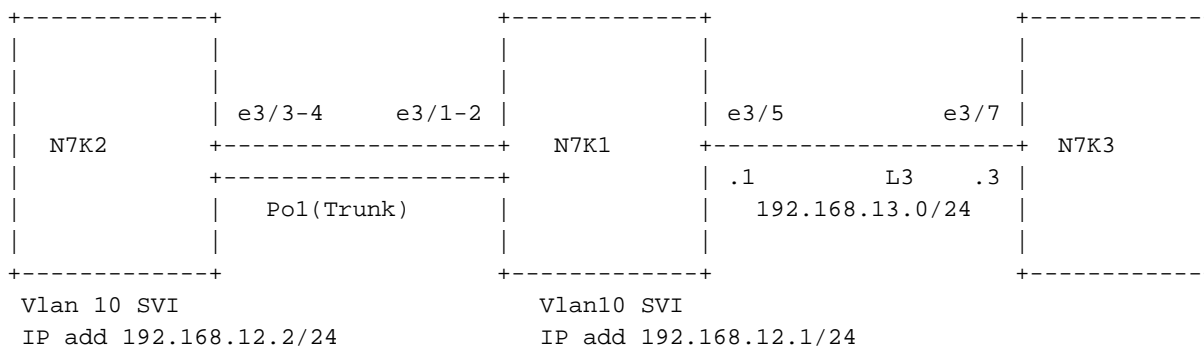 e3/3-4 e3/1-2 e3/5 e3/7
N7K2 N7K1 N7K3
.1 L3 .3
Po1(Trunk) 192.168.13.0/24
Vlan 10 SVI Vlan10 SVI
IP add 192.168.12.2/24 IP add 192.168.12.1/24